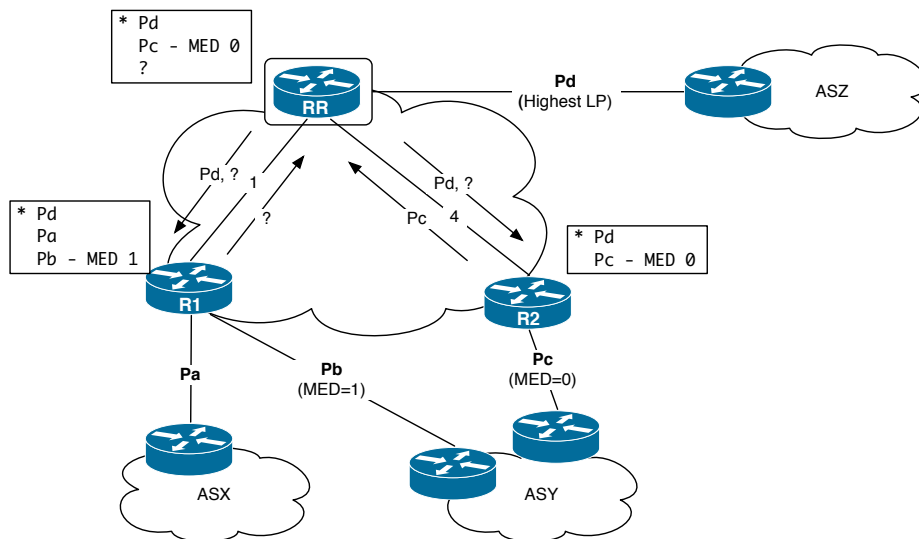 * Pd
Pc - MED 0
?
RR
Pd
(Highest LP)
ASZ
Pd, ?
1
?
Pc
Pd, ?
4
* Pd
Pa
Pb - MED 1
* Pd
Pc - MED 0
R1
R2
Pa
Pb
(MED=1)
Pc
(MED=0)
ASX
ASY